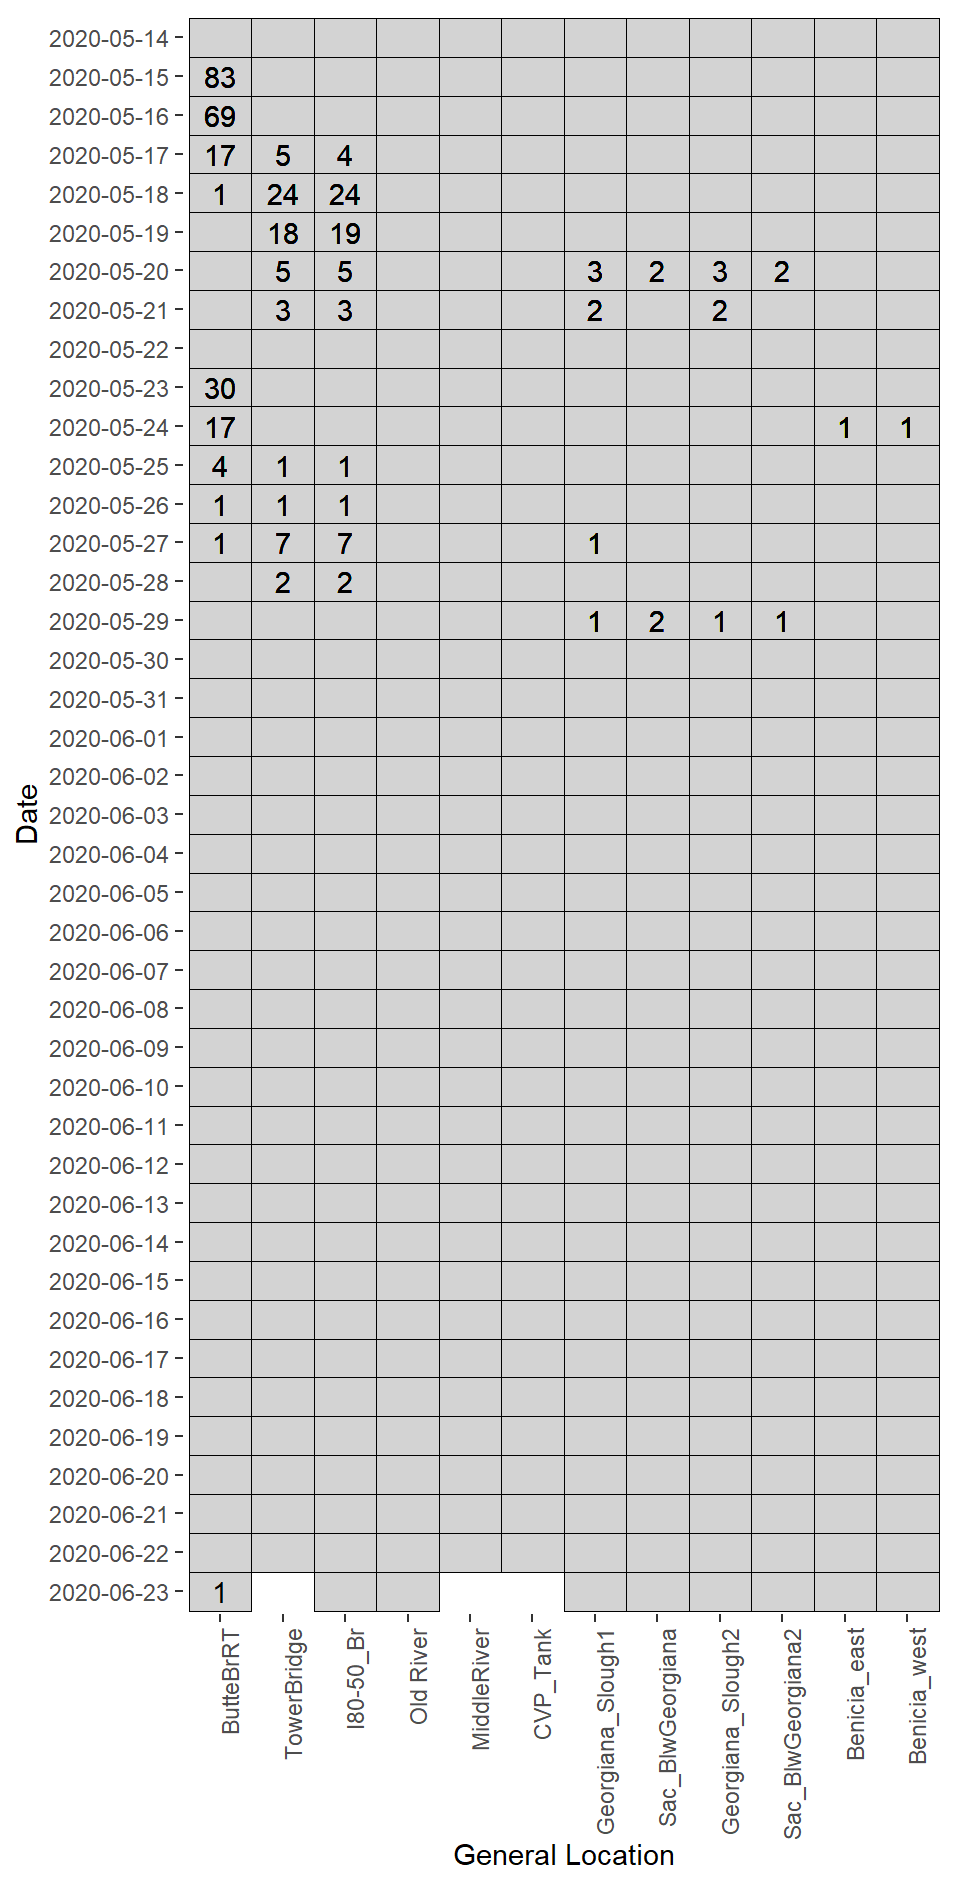 2020-05-14
2020-05-15 83
2020-05-16 69
2020-05-17 17 5 4
2020-05-18 1 24 24
2020-05-19 18 19
2020-05-20 5 5 3 2 3 2
2020-05-21 3 3 2 2
2020-05-22
2020-05-23 30
2020-05-24 17 1 1
2020-05-25 4 1 1
2020-05-26 1 1 1
2020-05-27 1 7 7 1
2020-05-28 2 2
2020-05-29 1 2 1 1
2020-05-30
2020-05-31
2020-06-01
2020-06-02
2020-06-03
2020-06-04
2020-06-05
2020-06-06
2020-06-07
2020-06-08
2020-06-09
2020-06-10
2020-06-11
2020-06-12
2020-06-13
2020-06-14
2020-06-15
2020-06-16
2020-06-17
2020-06-18
2020-06-19
2020-06-20
2020-06-21
2020-06-22
2020-06-23 1
Date
ButteBrRT
TowerBridge
I80-50_Br
Old River
MiddleRiver
CVP_Tank
Georgiana_Slough1
Sac_BlwGeorgiana
Georgiana_Slough2
Sac_BlwGeorgiana2
Benicia_east
Benicia_west
General Location